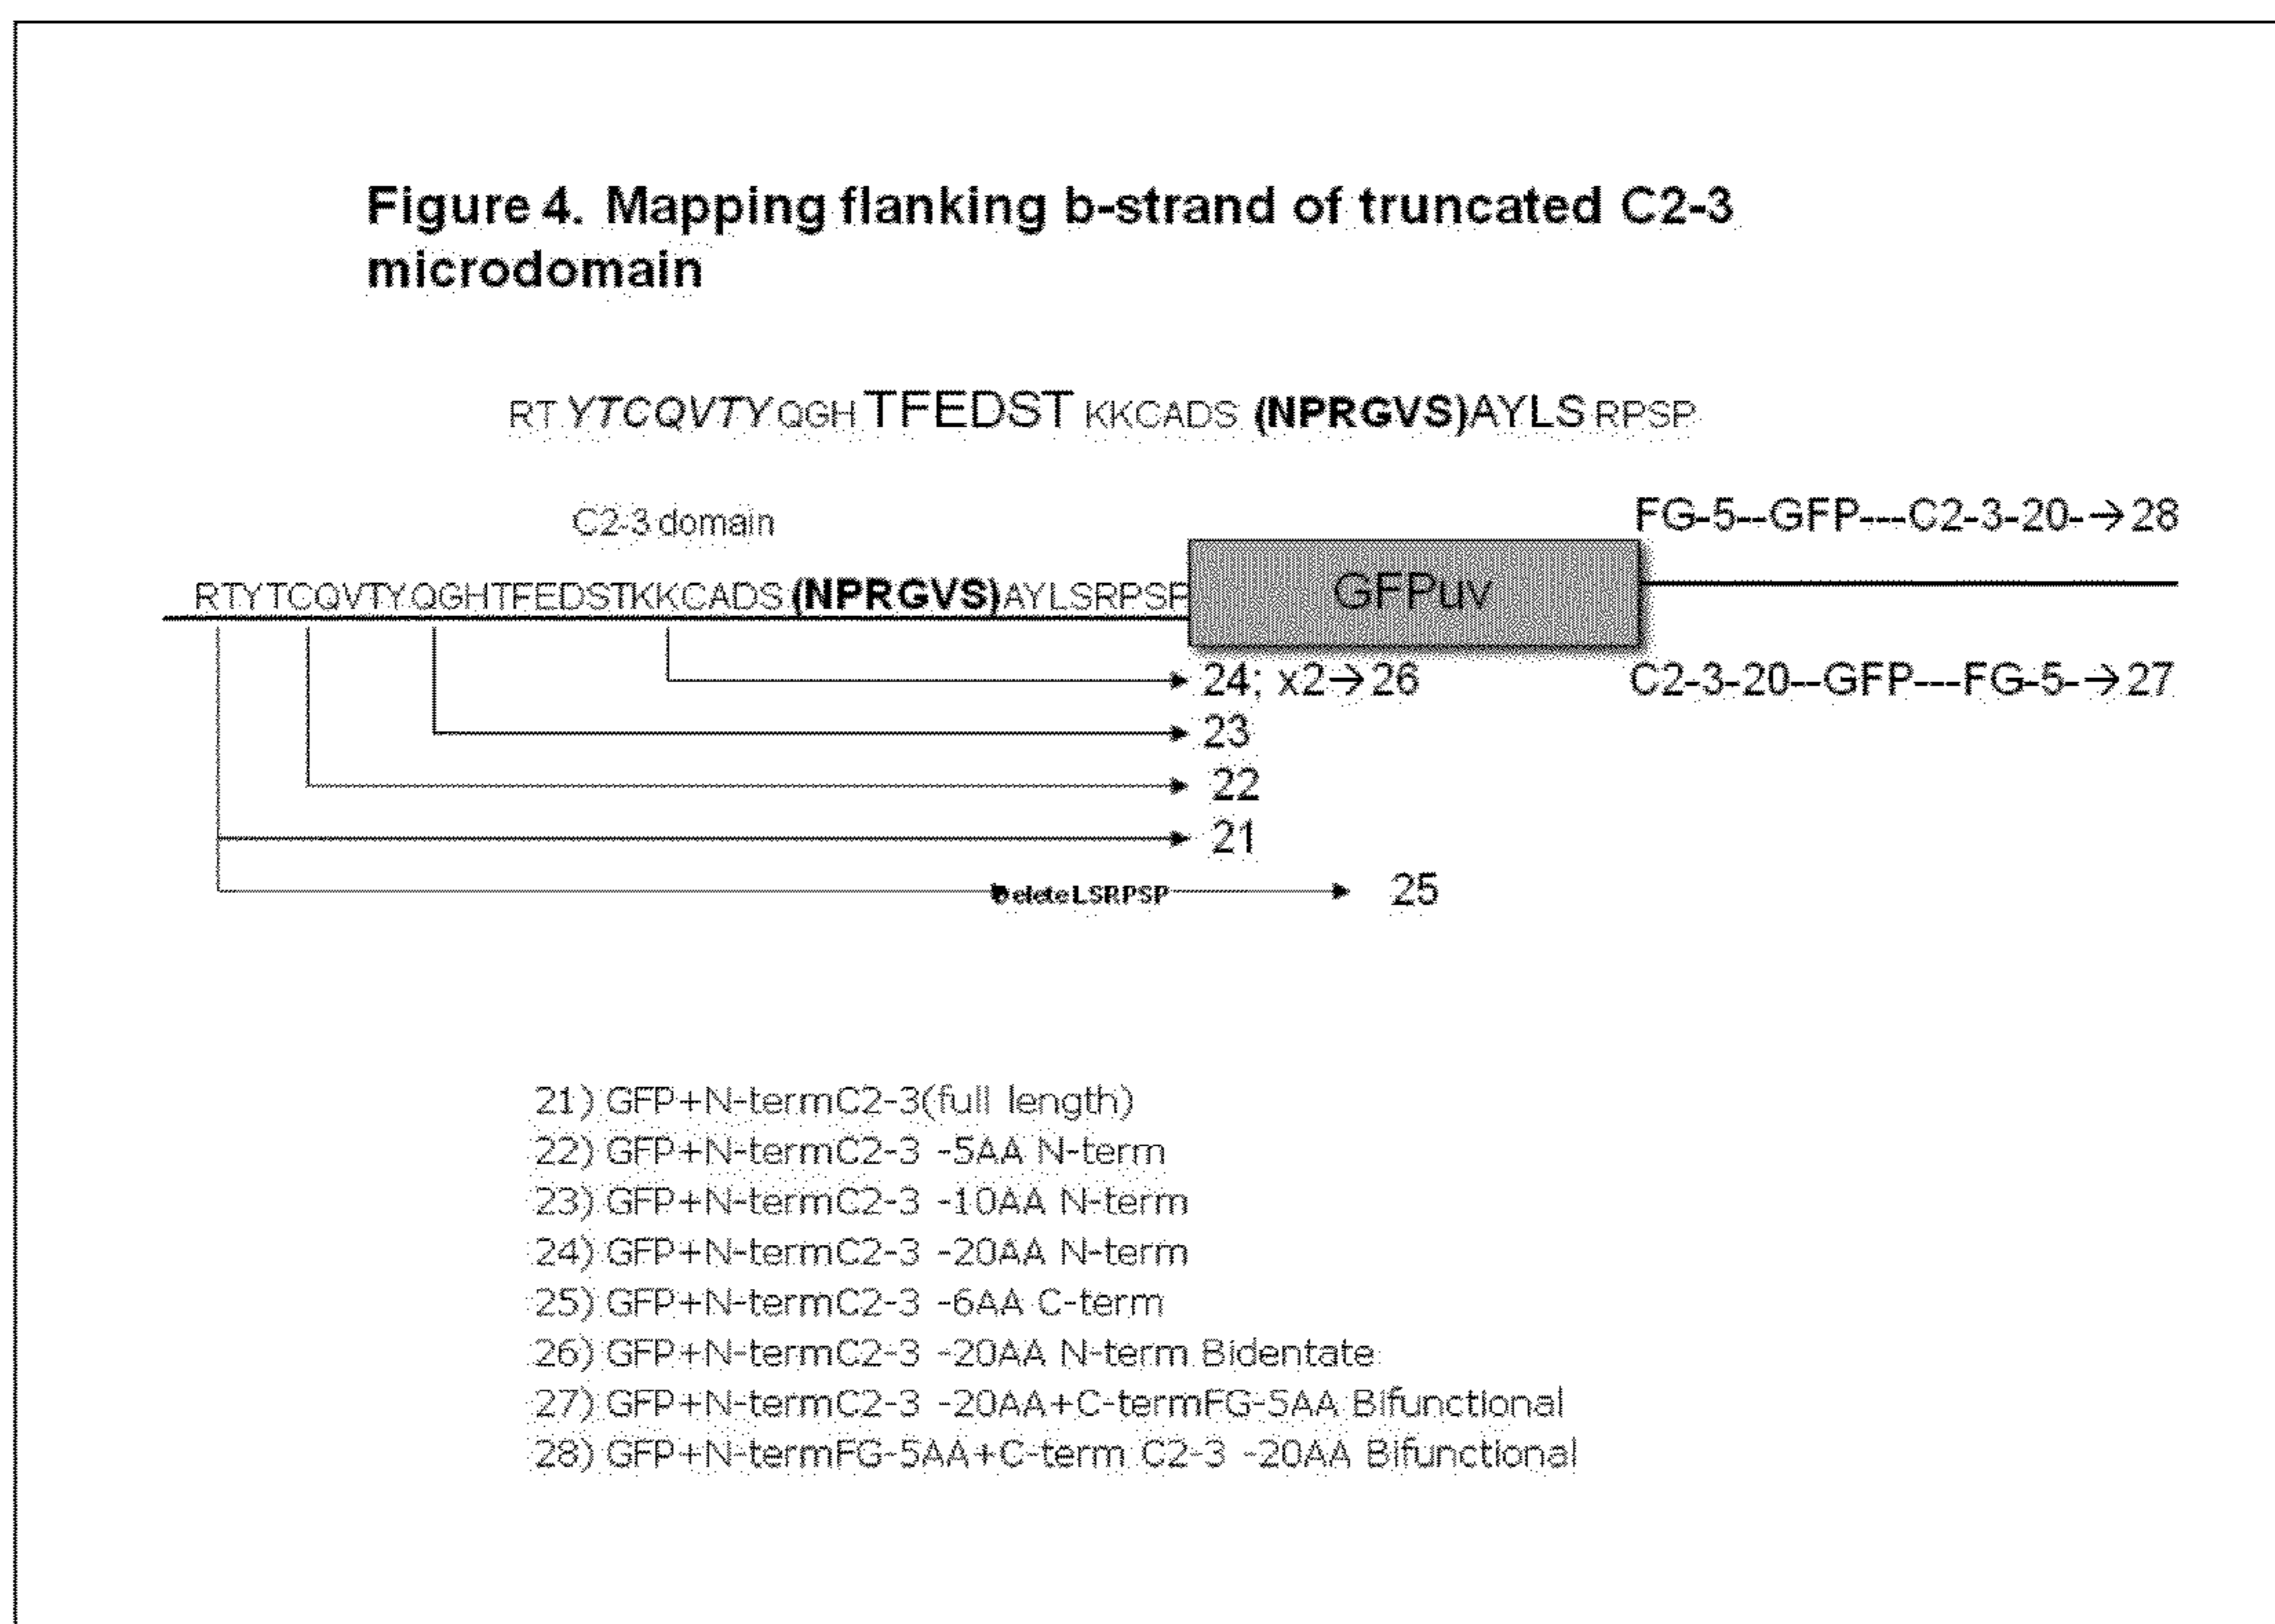 Figure 4. Mapping flanking b-strand of truncated C2-3
microdomain
RT YTCQVTY QGH TFEDST KKCADS (NPRGVS)AYLS RPSP
C2-3 domain
FG-5--GFP---C2-3-20-→28
RTYTCQVTYQGHTFEDSTKKCADS (NPRGVS)AYLSRPSP
GFPuv
24; x2→26
C2-3-20--GFP---FG-5-→27
23
22
21
Delete LSRPSP
25
21) GFP+N-termC2-3(full length)
22) GFP+N-termC2-3 -5AA N-term
23) GFP+N-termC2-3 -10AA N-term
24) GFP+N-termC2-3 -20AA N-term
25) GFP+N-termC2-3 -6AA C-term
26) GFP+N-termC2-3 -20AA N-term Bidentate
27) GFP+N-termC2-3 -20AA+C-termFG-5AA Bifunctional
28) GFP+N-termFG-5AA+C-term C2-3 -20AA Bifunctional